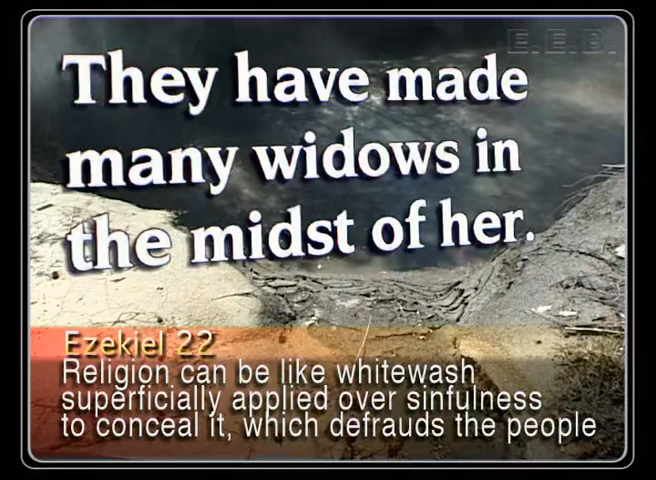 E.E.B.
They have made
many widows in
the midst of her.
Ezekiel 22
Religion can be like whitewash
superficially applied over sinfulness
to conceal it, which defrauds the people